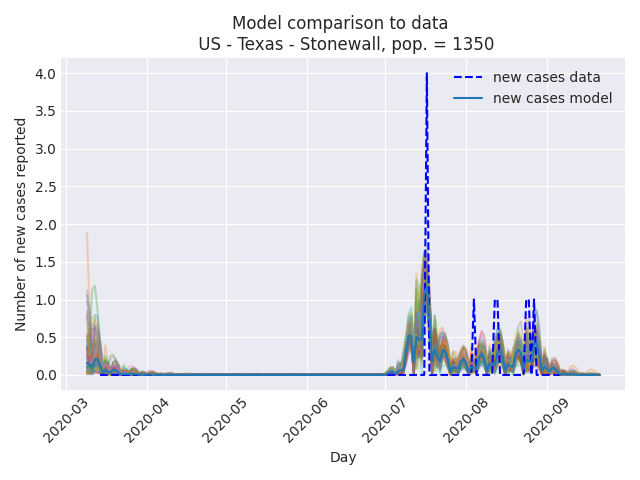 Model comparison to data
US - Texas - Stonewall, pop. = 1350
new cases data
new cases model
Number of new cases reported
4.0
3.5
3.0
2.5
2.0
1.5
1.0
0.5
0.0
2020-03
2020-04
2020-05
2020-06
2020-07
2020-08
2020-09
Day